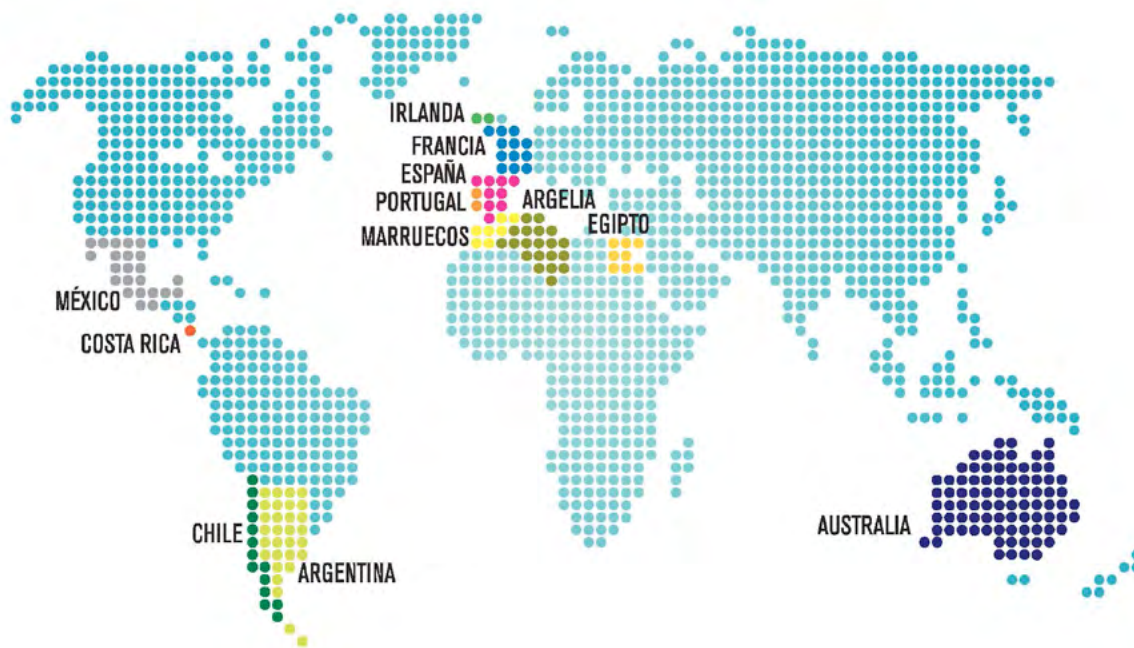 IRLANDA
FRANCIA
ESPAÑA
PORTUGAL
ARGELIA
MARRUECOS
EGIPTO
MÉXICO
COSTA RICA
CHILE
ARGENTINA
AUSTRALIA